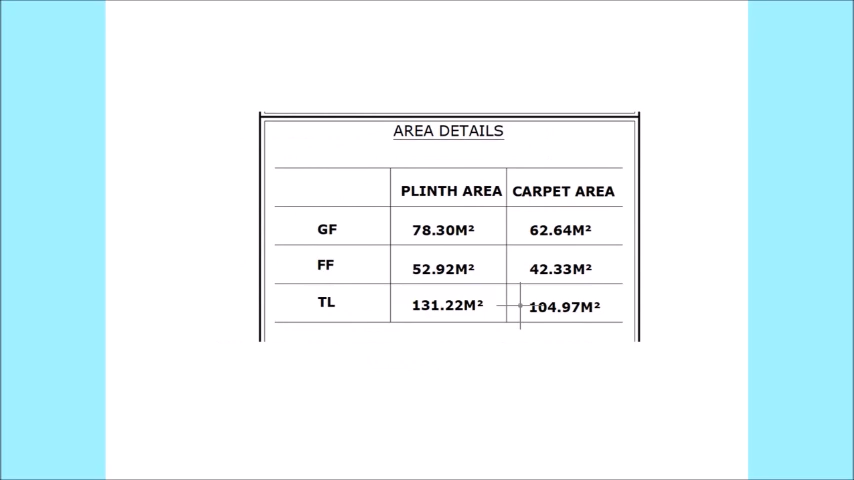 AREA DETAILS
PLINTH AREA CARPET AREA
GF 78.30M² 62.64M²
FF 52.92M² 42.33M²
TL 131.22M² 104.97M²